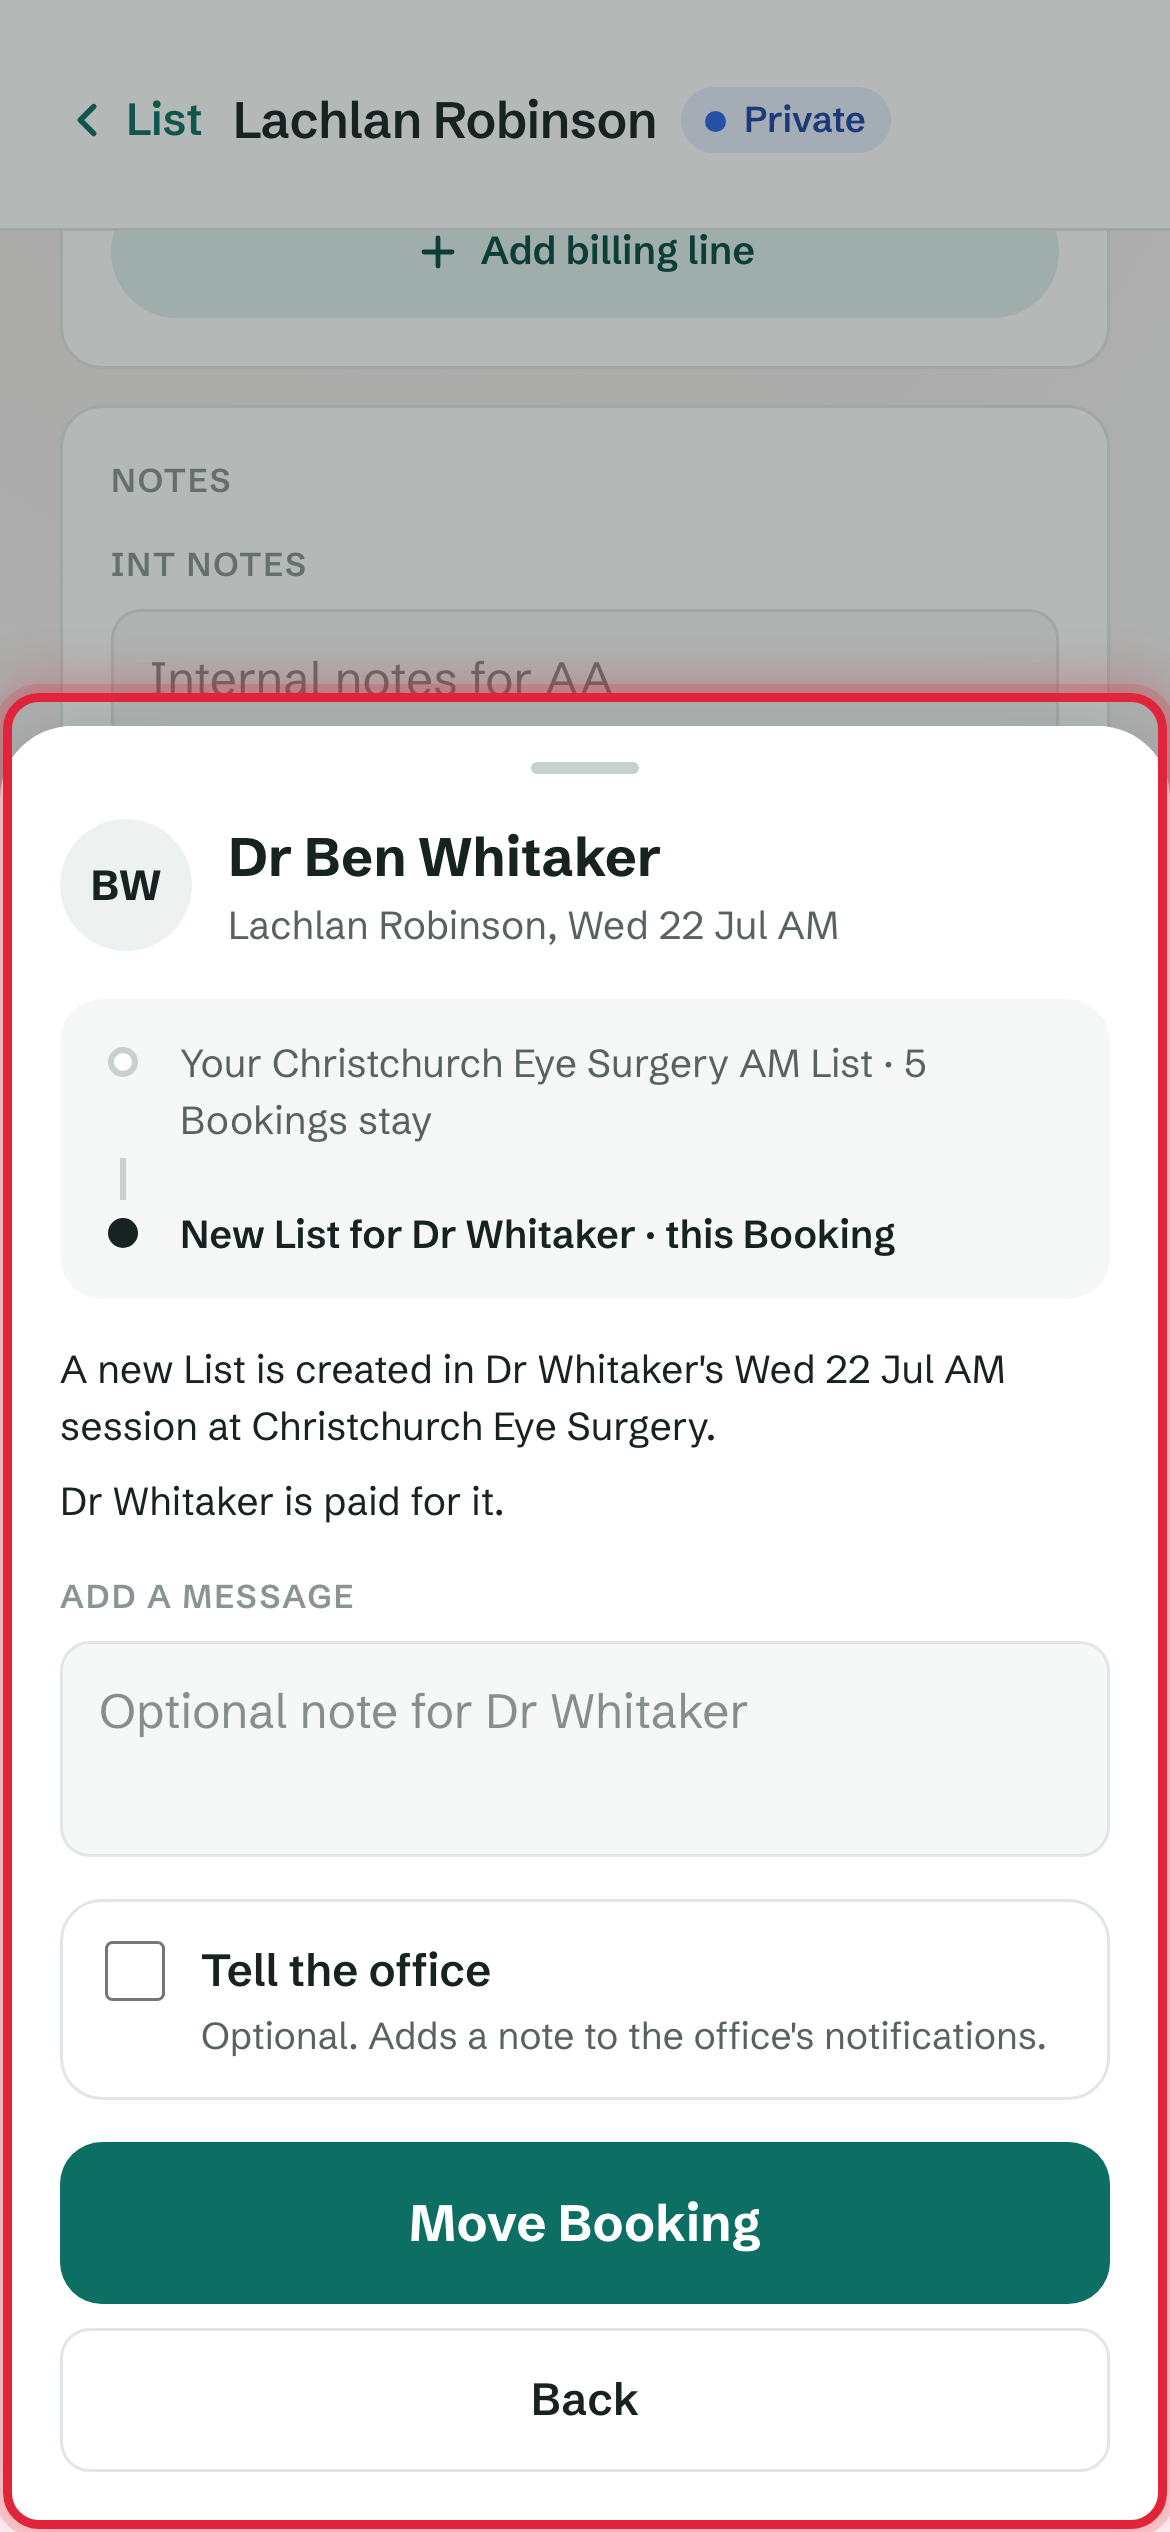 List Lachlan Robinson Private
+ Add billing line
NOTES
INT NOTES
Internal notes for AA
BW
Dr Ben Whitaker
Lachlan Robinson, Wed 22 Jul AM
Your Christchurch Eye Surgery AM List · 5
Bookings stay
New List for Dr Whitaker · this Booking
A new List is created in Dr Whitaker's Wed 22 Jul AM
session at Christchurch Eye Surgery.
Dr Whitaker is paid for it.
ADD A MESSAGE
Optional note for Dr Whitaker
Tell the office
Optional. Adds a note to the office's notifications.
Move Booking
Back